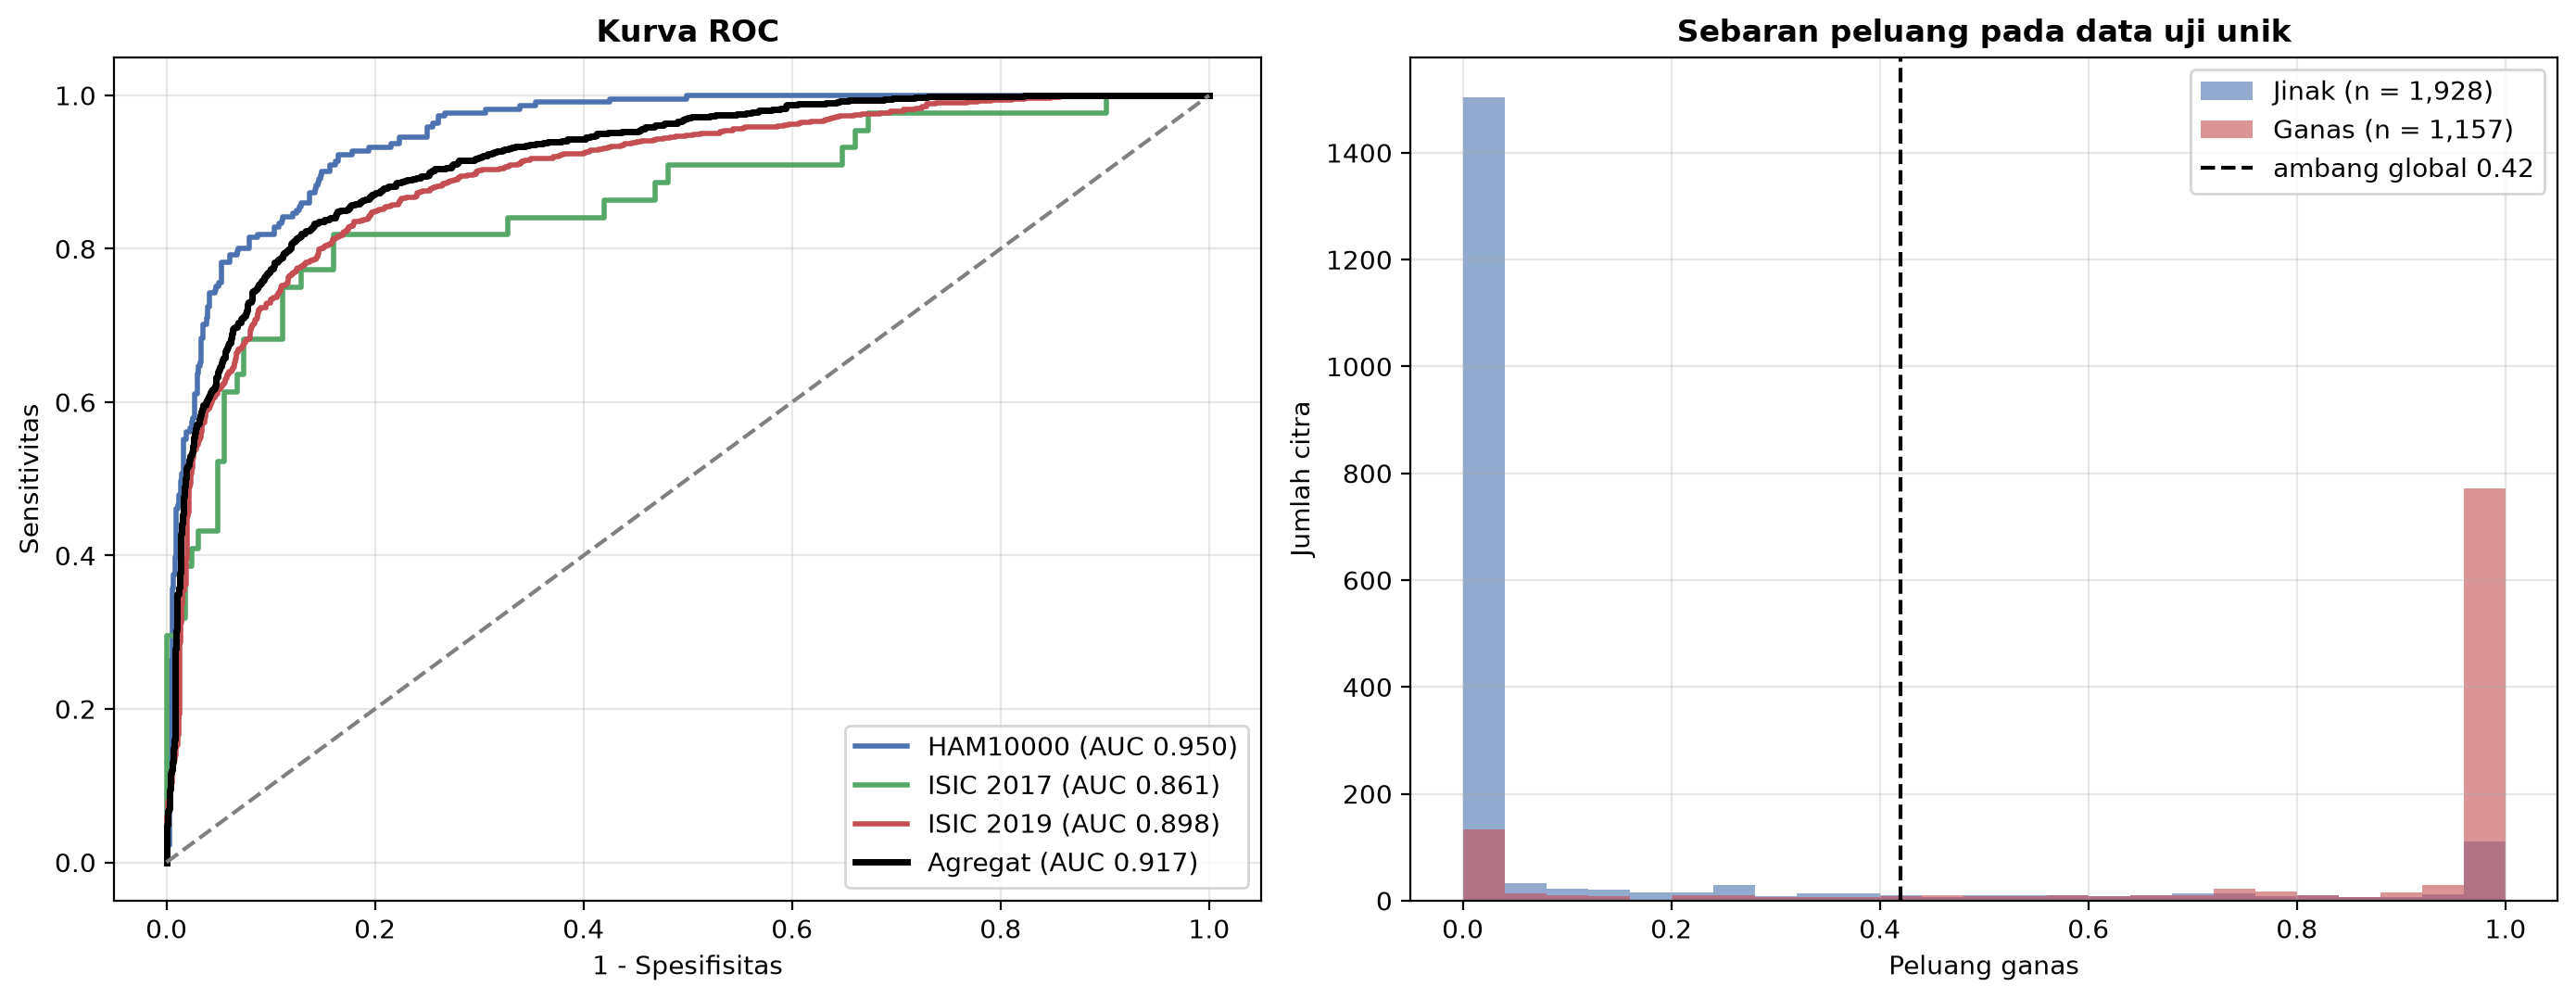 Kurva ROC
Sensitivitas
1.0
0.8
0.6
0.4
0.2
0.0
0.0 0.2 0.4 0.6 0.8 1.0
1 - Spesifisitas
HAM10000 (AUC 0.950)
ISIC 2017 (AUC 0.861)
ISIC 2019 (AUC 0.898)
Agregat (AUC 0.917)
Sebaran peluang pada data uji unik
Jumlah citra
1400
1200
1000
800
600
400
200
0
0.0 0.2 0.4 0.6 0.8 1.0
Peluang ganas
Jinak (n = 1,928)
Ganas (n = 1,157)
ambang global 0.42